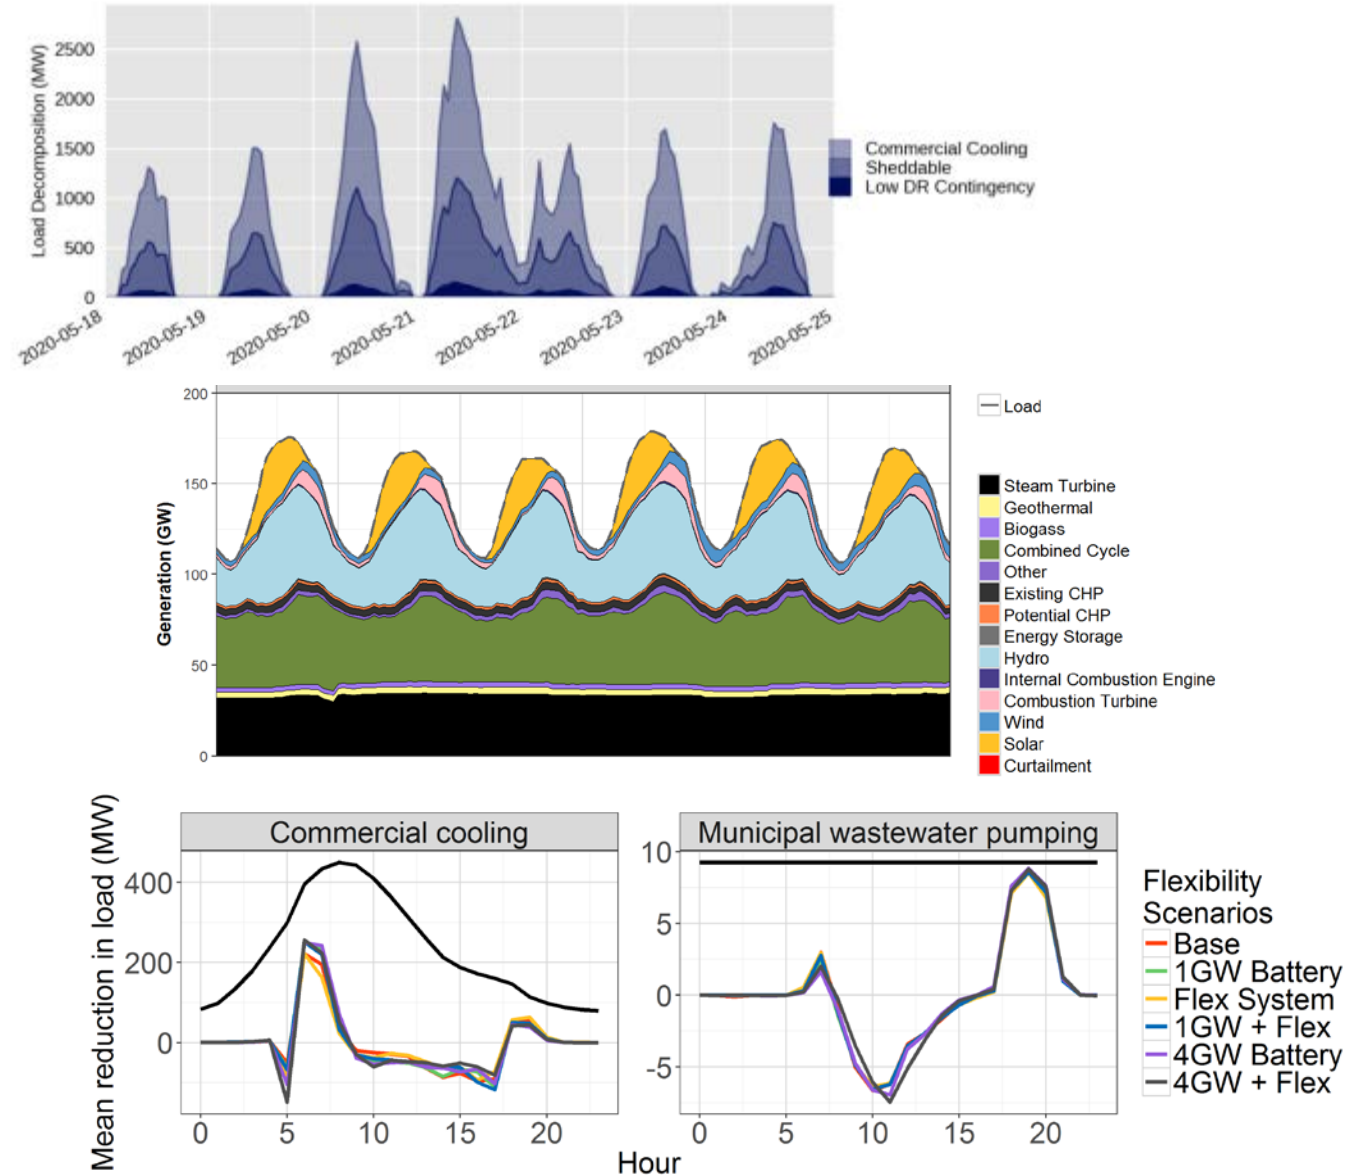 Load Decomposition (MW)
2500
2000
1500
1000
500
0
2020-05-18
2020-05-19
2020-05-20
2020-05-21
2020-05-22
2020-05-23
2020-05-24
2020-05-25
Commercial Cooling
Sheddable
Low DR Contingency
Generation (GW)
200
150
100
50
0
Load
Steam Turbine
Geothermal
Biogass
Combined Cycle
Other
Existing CHP
Potential CHP
Energy Storage
Hydro
Internal Combustion Engine
Combustion Turbine
Wind
Solar
Curtailment
Mean reduction in load (MW)
Commercial cooling
400
200
0
0 5 10 15 20
Municipal wastewater pumping
10
5
0
−5
0 5 10 15 20
Hour
Flexibility
Scenarios
Base
1GW Battery
Flex System
1GW + Flex
4GW Battery
4GW + Flex